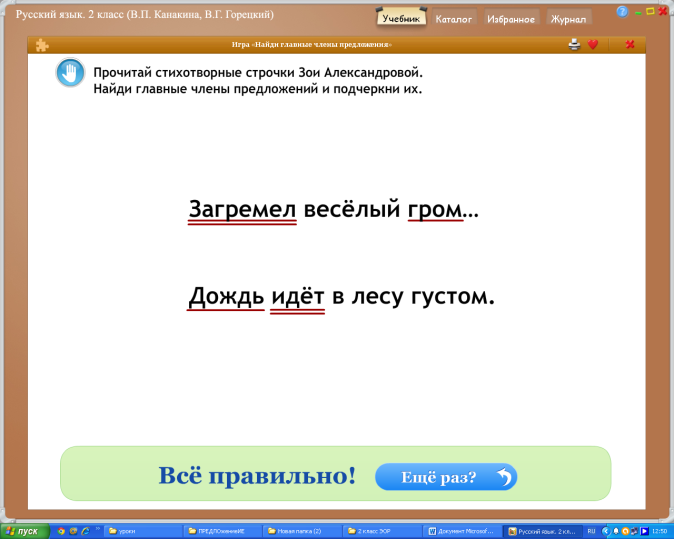 Русский язык. 2 класс (В.П. Канакина, В.Г. Горецкий)
Учебник
Каталог
Избранное
Журнал
Игра «Найди главные члены предложения»
Прочитай стихотворные строчки Зои Александровой.
Найди главные члены предложений и подчеркни их.
Загремел весёлый гром...
Дождь идёт в лесу густом.
Всё правильно!
Ещё раз?
пуск
уроки
ПРЕДЛОжениеИЕ
Новая папка (2)
2 класс ЭОР
Документ Microsof...
Русский язык. 2 кл...
RU
12:50